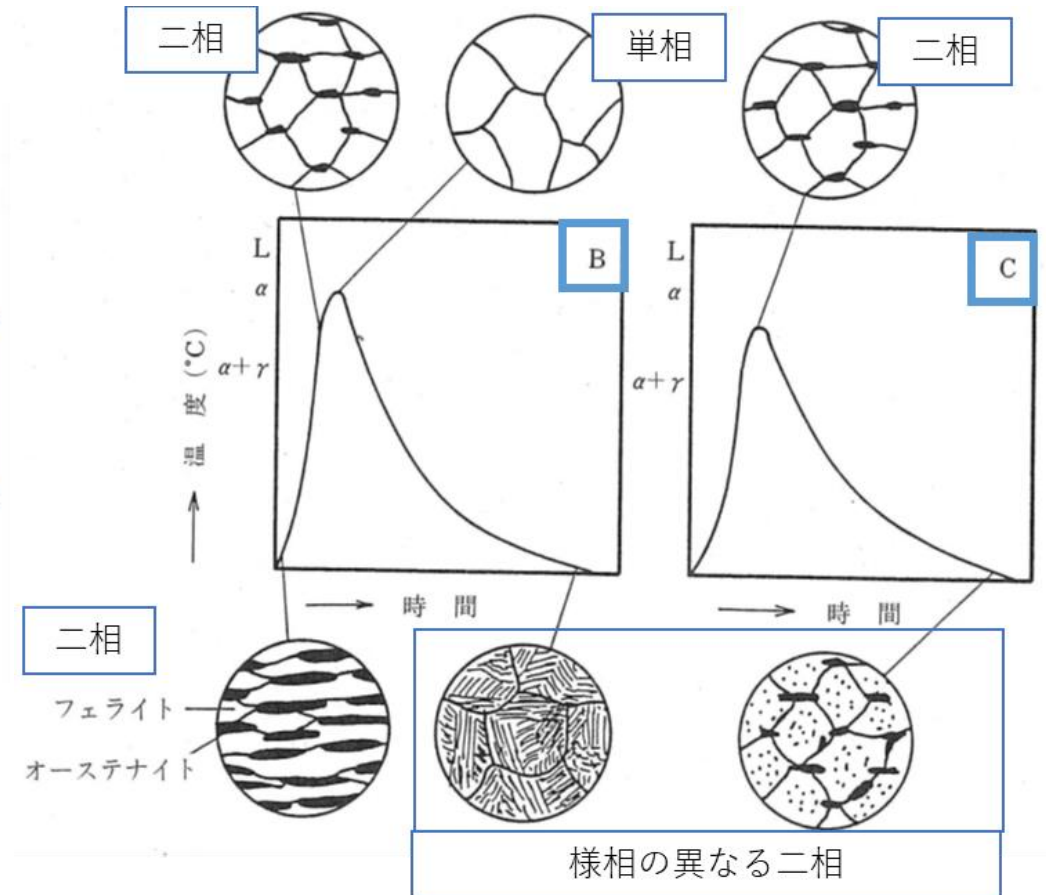 二相
単相
二相
L
α
α+γ
B
L
α
α+γ
C
温度(°C)
時間
時間
二相
フェライト
オーステナイト
様相の異なる二相